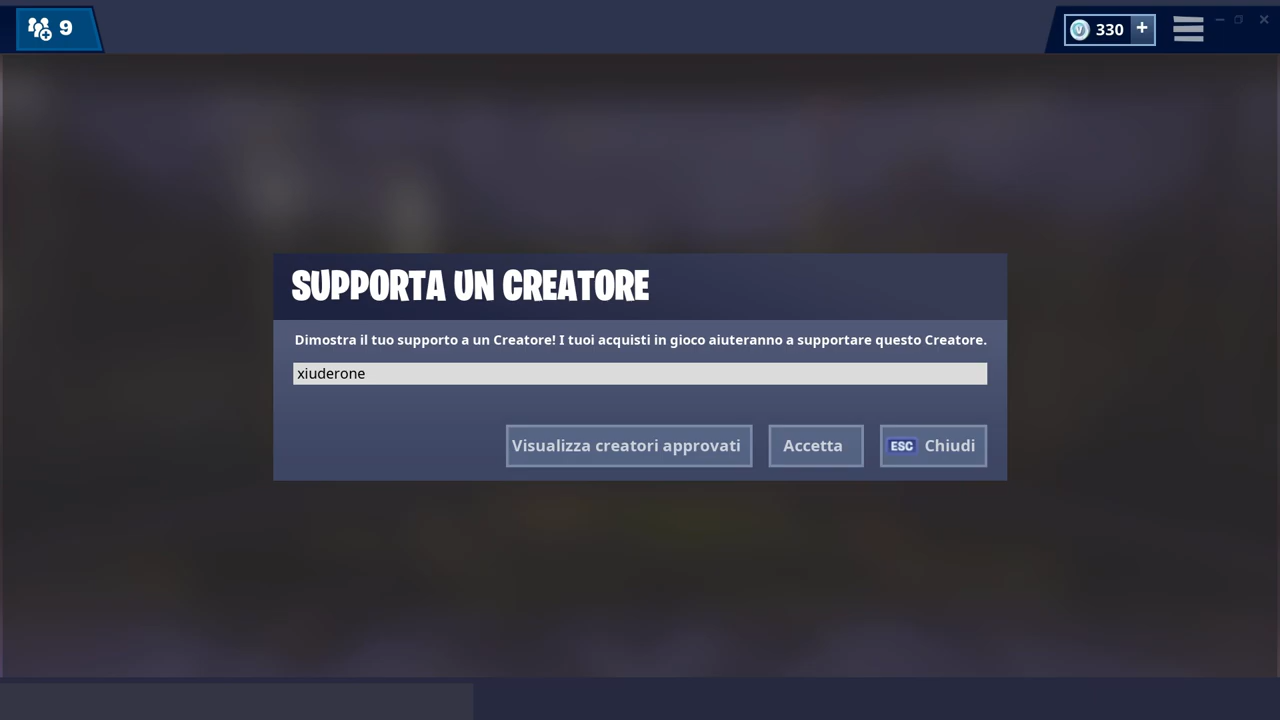 9
330 +
SUPPORTA UN CREATORE
Dimostra il tuo supporto a un Creatore! I tuoi acquisti in gioco aiuteranno a supportare questo Creatore.
xiuderone
Visualizza creatori approvati
Accetta
ESC Chiudi